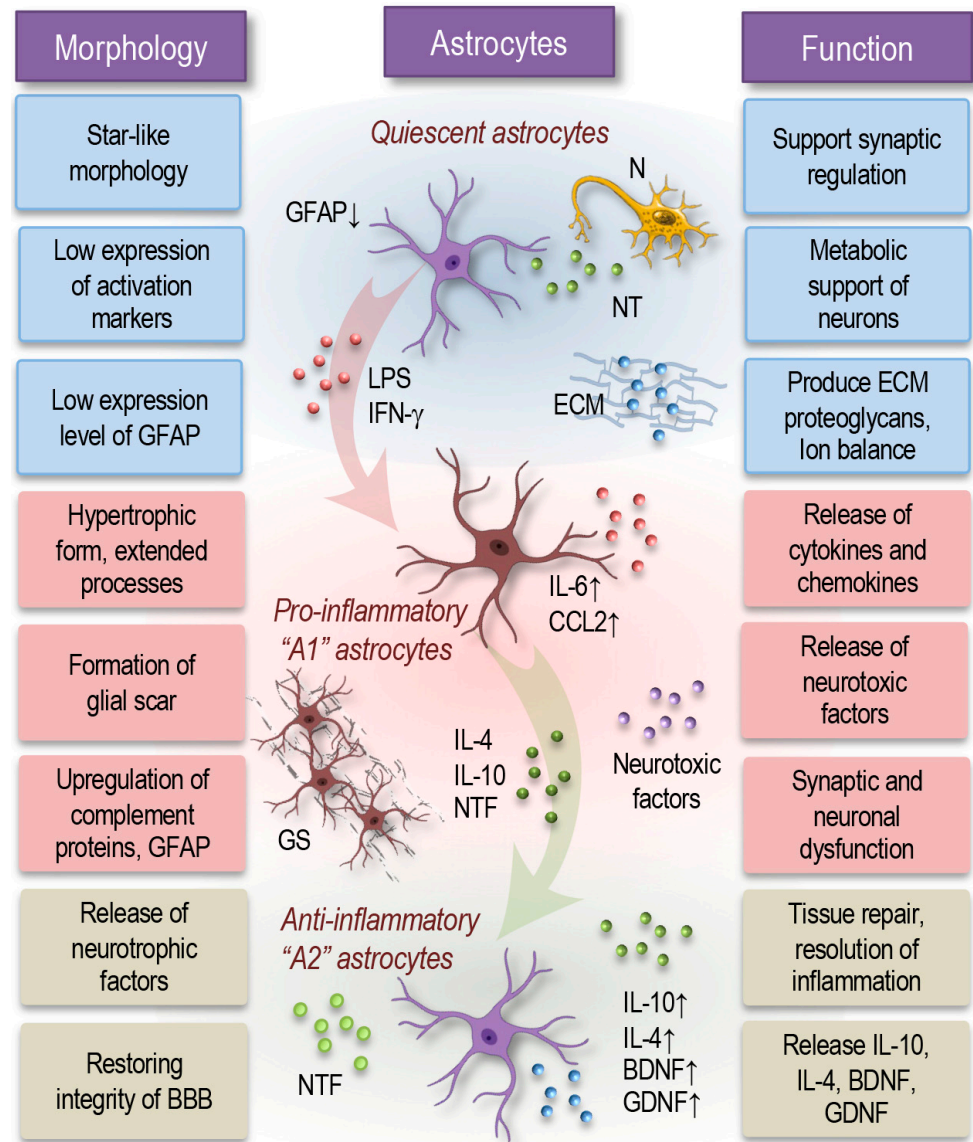 Morphology
Astrocytes
Function
Star-like
morphology
Low expression
of activation
markers
Low expression
level of GFAP
Hypertrophic
form, extended
processes
Formation of
glial scar
Upregulation of
complement
proteins, GFAP
Release of
neurotrophic
factors
Restoring
integrity of BBB
Quiescent astrocytes
GFAP↓
N
NT
LPS
IFN-γ
ECM
IL-6↑
CCL2↑
Pro-inflammatory
“A1” astrocytes
IL-4
IL-10
NTF
Neurotoxic
factors
GS
Anti-inflammatory
“A2” astrocytes
NTF
IL-10↑
IL-4↑
BDNF↑
GDNF↑
Support synaptic
regulation
Metabolic
support of
neurons
Produce ECM
proteoglycans,
Ion balance
Release of
cytokines and
chemokines
Release of
neurotoxic
factors
Synaptic and
neuronal
dysfunction
Tissue repair,
resolution of
inflammation
Release IL-10,
IL-4, BDNF,
GDNF